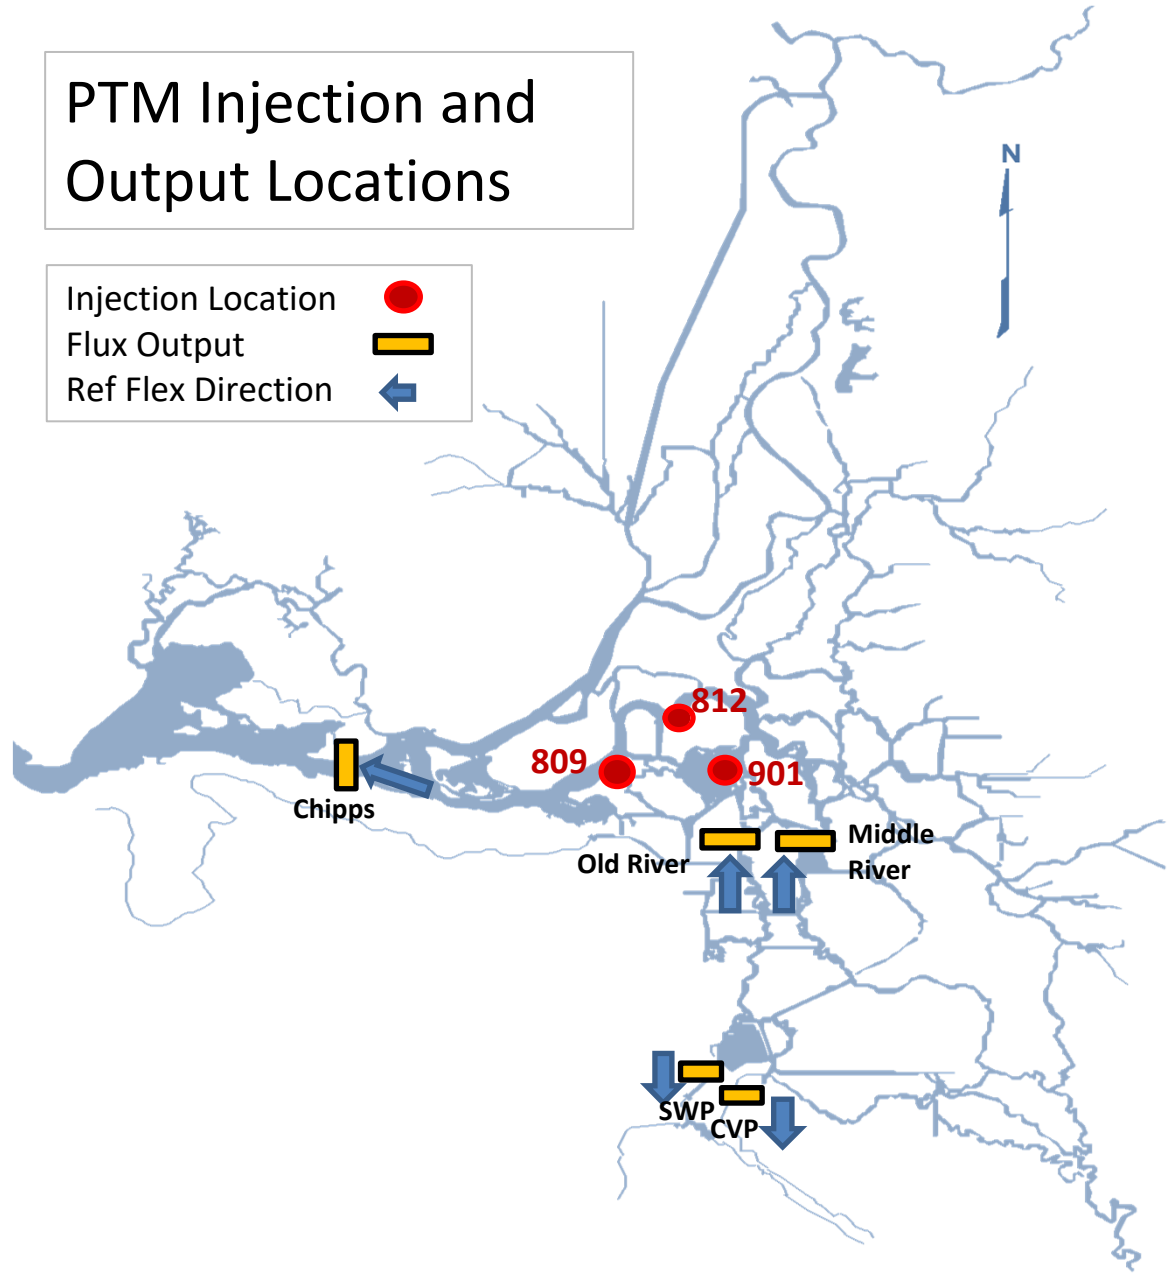 PTM Injection and
Output Locations
N
Injection Location
Flux Output
Ref Flex Direction
812
809
901
Chipps
Old River
Middle
River
SWP
CVP